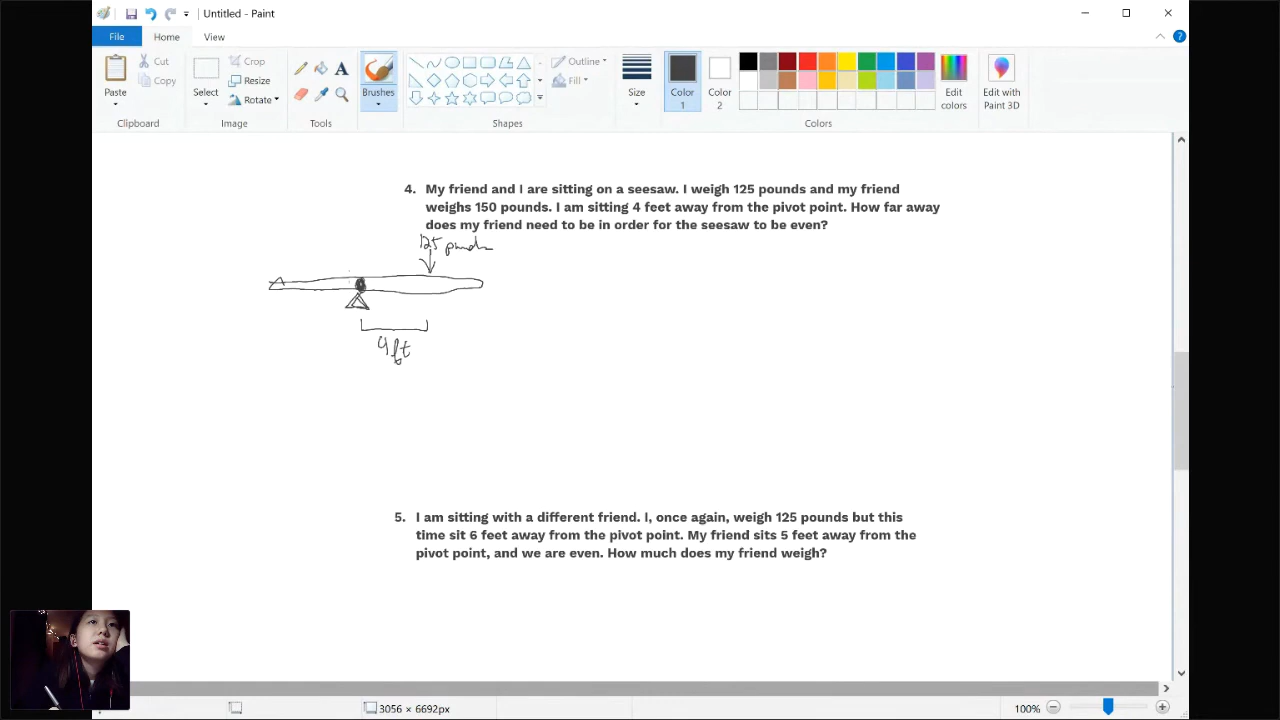 Untitled - Paint
File
Home
View
Paste
Cut
Copy
Clipboard
Select
Crop
Resize
Rotate
Image
A
Tools
Brushes
Outline
Fill
Shapes
Size
Color 1
Color 2
Edit colors
Colors
Edit with Paint 3D
4. My friend and I are sitting on a seesaw. I weigh 125 pounds and my friend
weighs 150 pounds. I am sitting 4 feet away from the pivot point. How far away
does my friend need to be in order for the seesaw to be even?
125 pounds
4ft
5. I am sitting with a different friend. I, once again, weigh 125 pounds but this
time sit 6 feet away from the pivot point. My friend sits 5 feet away from the
pivot point, and we are even. How much does my friend weigh?
3056 × 6692px
100%